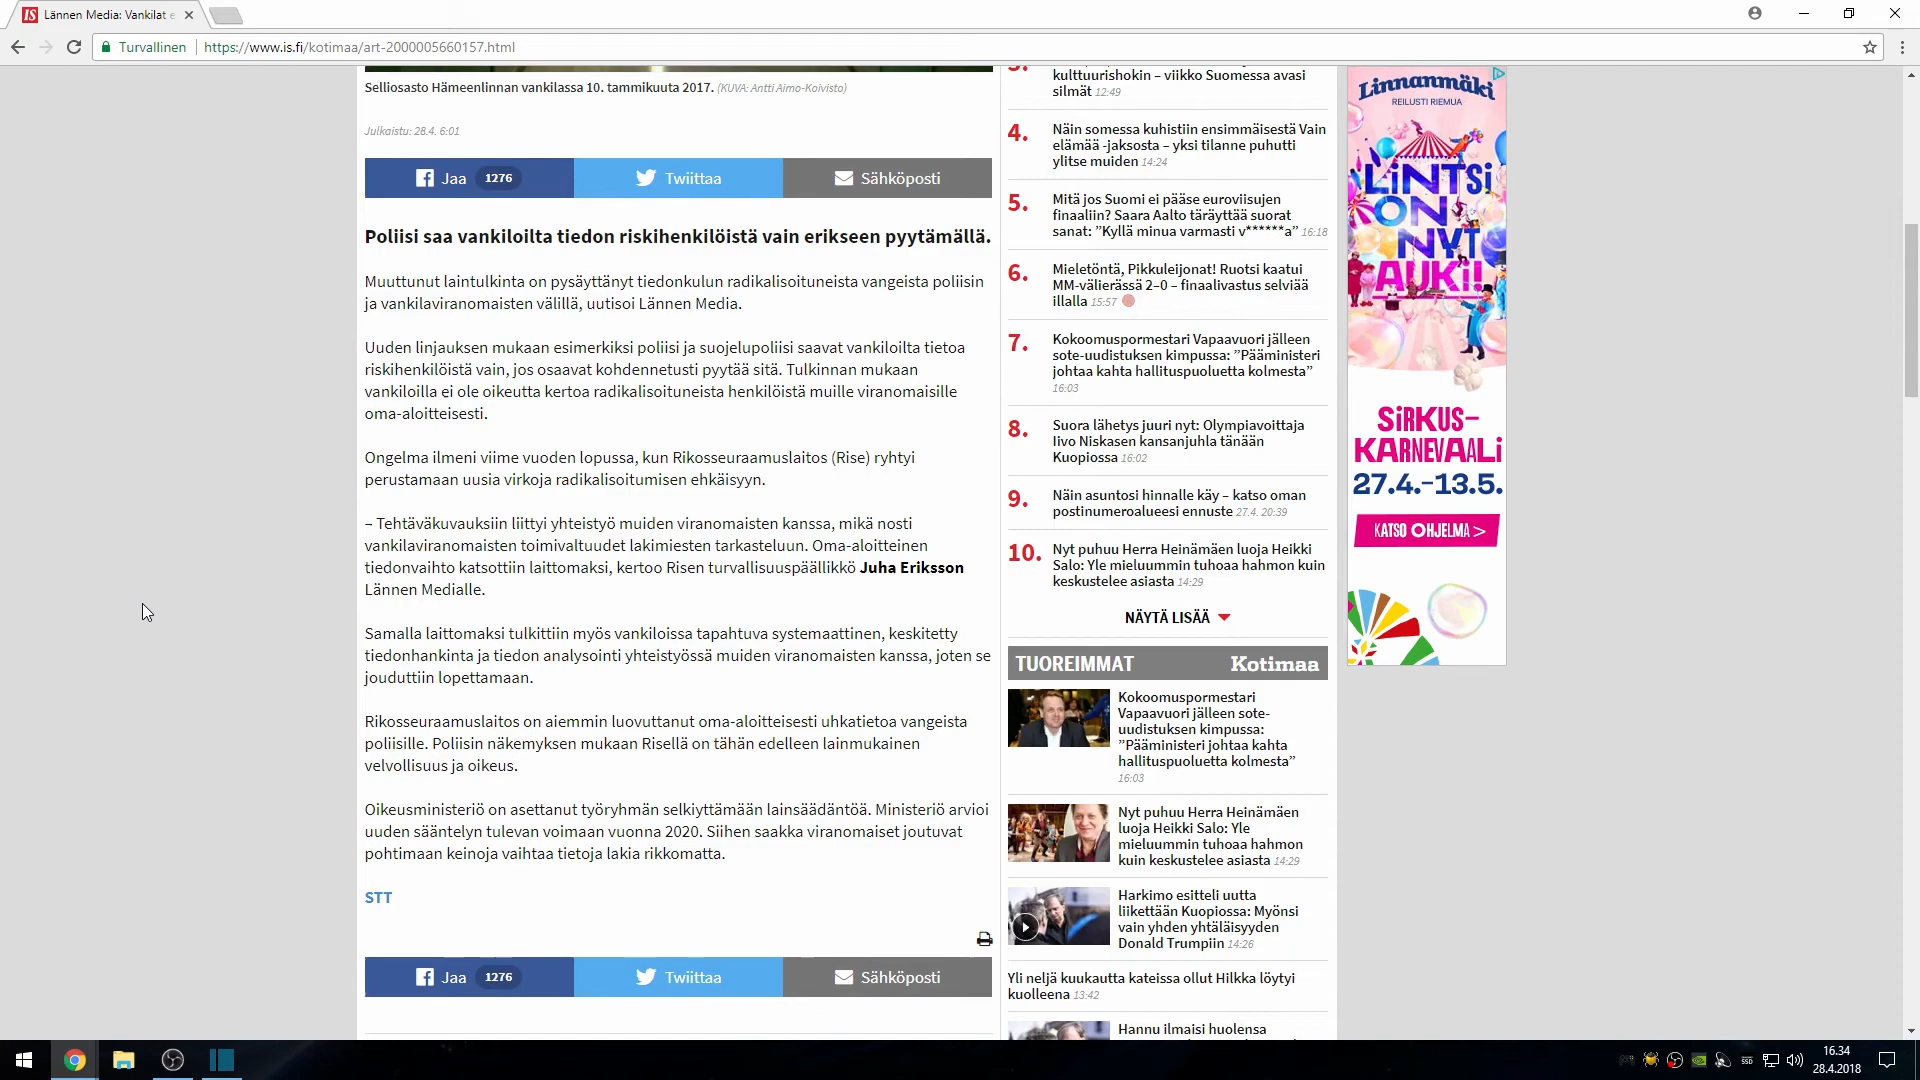 Lännen Media: Vankilat e
Turvallinen
https://www.is.fi/kotimaa/art-2000005660157.html
Selliosasto Hämeenlinnan vankilassa 10. tammikuuta 2017. (KUVA: Antti Aimo-Koivisto)
Julkaistu: 28.4. 6:01
Jaa 1276
Twiittaa
Sähköposti
Poliisi saa vankiloilta tiedon riskihenkilöistä vain erikseen pyytämällä.
Muuttunut laintulkinta on pysäyttänyt tiedonkulun radikalisoituneista vangeista poliisin
ja vankilaviranomaisten välillä, uutisoi Lännen Media.
Uuden linjauksen mukaan esimerkiksi poliisi ja suojelupoliisi saavat vankiloilta tietoa
riskihenkilöistä vain, jos osaavat kohdennetusti pyytää sitä. Tulkinnan mukaan
vankiloilla ei ole oikeutta kertoa radikalisoituneista henkilöistä muille viranomaisille
oma-aloitteisesti.
Ongelma ilmeni viime vuoden lopussa, kun Rikosseuraamuslaitos (Rise) ryhtyi
perustamaan uusia virkoja radikalisoitumisen ehkäisyyn.
– Tehtäväkuvauksiin liittyi yhteistyö muiden viranomaisten kanssa, mikä nosti
vankilaviranomaisten toimivaltuudet lakimiesten tarkasteluun. Oma-aloitteinen
tiedonvaihto katsottiin laittomaksi, kertoo Risen turvallisuuspäällikkö Juha Eriksson
Lännen Medialle.
Samalla laittomaksi tulkittiin myös vankiloissa tapahtuva systemaattinen, keskitetty
tiedonhankinta ja tiedon analysointi yhteistyössä muiden viranomaisten kanssa, joten se
jouduttiin lopettamaan.
Rikosseuraamuslaitos on aiemmin luovuttanut oma-aloitteisesti uhkatietoa vangeista
poliisille. Poliisin näkemyksen mukaan Risellä on tähän edelleen lainmukainen
velvollisuus ja oikeus.
Oikeusministeriö on asettanut työryhmän selkiyttämään lainsäädäntöä. Ministeriö arvioi
uuden sääntelyn tulevan voimaan vuonna 2020. Siihen saakka viranomaiset joutuvat
pohtimaan keinoja vaihtaa tietoja lakia rikkomatta.
STT
Jaa 1276
Twiittaa
Sähköposti
kulttuurishokin – viikko Suomessa avasi
silmät 12:49
4. Näin somessa kuhistiin ensimmäisestä Vain
elämää -jaksosta – yksi tilanne puhutti
ylitse muiden 14:24
5. Mitä jos Suomi ei pääse euroviisujen
finaaliin? Saara Aalto täräyttää suorat
sanat: ”Kyllä minua varmasti v******a” 16:18
6. Mieletöntä, Pikkuleijonat! Ruotsi kaatui
MM-välierässä 2–0 – finaalivastus selviää
illalla 15:57
7. Kokoomuspormestari Vapaavuori jälleen
sote-uudistuksen kimpussa: ”Pääministeri
johtaa kahta hallituspuoluetta kolmesta”
16:03
8. Suora lähetys juuri nyt: Olympiavoittaja
Iivo Niskasen kansanjuhla tänään
Kuopiossa 16:02
9. Näin asuntosi hinnalle käy – katso oman
postinumeroalueesi ennuste 27.4. 20:39
10. Nyt puhuu Herra Heinämäen luoja Heikki
Salo: Yle mieluummin tuhoaa hahmon kuin
keskustelee asiasta 14:29
NÄYTÄ LISÄÄ
TUOREIMMAT Kotimaa
Kokoomuspormestari
Vapaavuori jälleen sote-
uudistuksen kimpussa:
”Pääministeri johtaa kahta
hallituspuoluetta kolmesta”
16:03
Nyt puhuu Herra Heinämäen
luoja Heikki Salo: Yle
mieluummin tuhoaa hahmon
kuin keskustelee asiasta 14:29
Harkimo esitteli uutta
liikettään Kuopiossa: Myönsi
vain yhden yhtäläisyyden
Donald Trumpiin 14:26
Yli neljä kuukautta kateissa ollut Hilkka löytyi
kuolleena 13:42
Hannu ilmaisi huolensa
Linnanmäki
REILUSTI RIEMUA
LiNTSi
ON
NYT
AUKi!
SiRKUS-
KARNEVAALi
27.4.-13.5.
KATSO OHJELMA >
16.34
28.4.2018